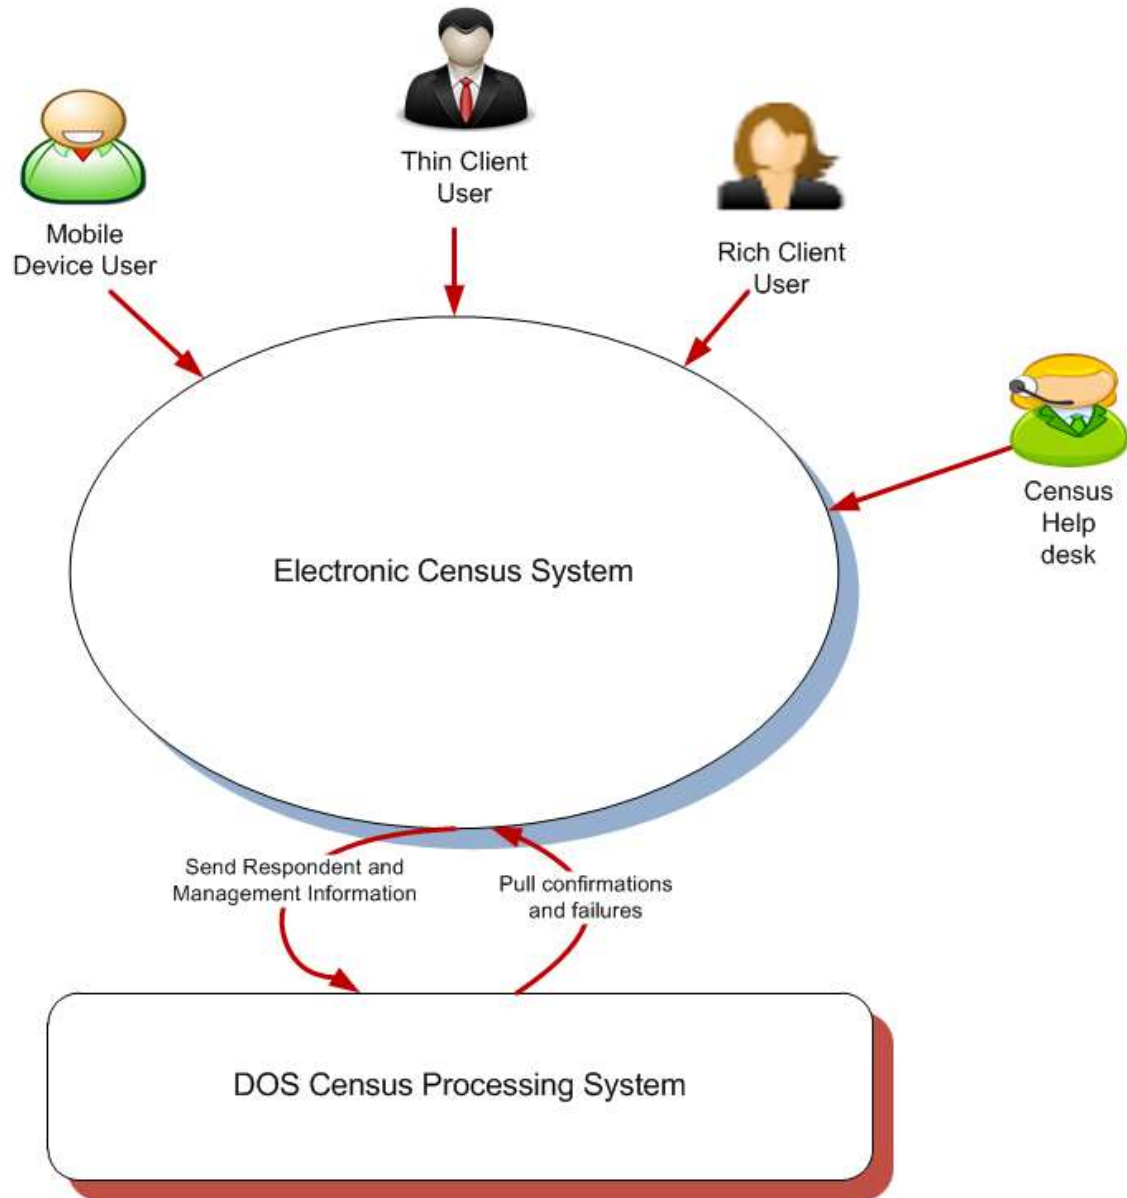 Thin Client
User
Mobile
Device User
Rich Client
User
Census
Help
desk
Electronic Census System
Send Respondent and
Management Information
Pull confirmations
and failures
DOS Census Processing System